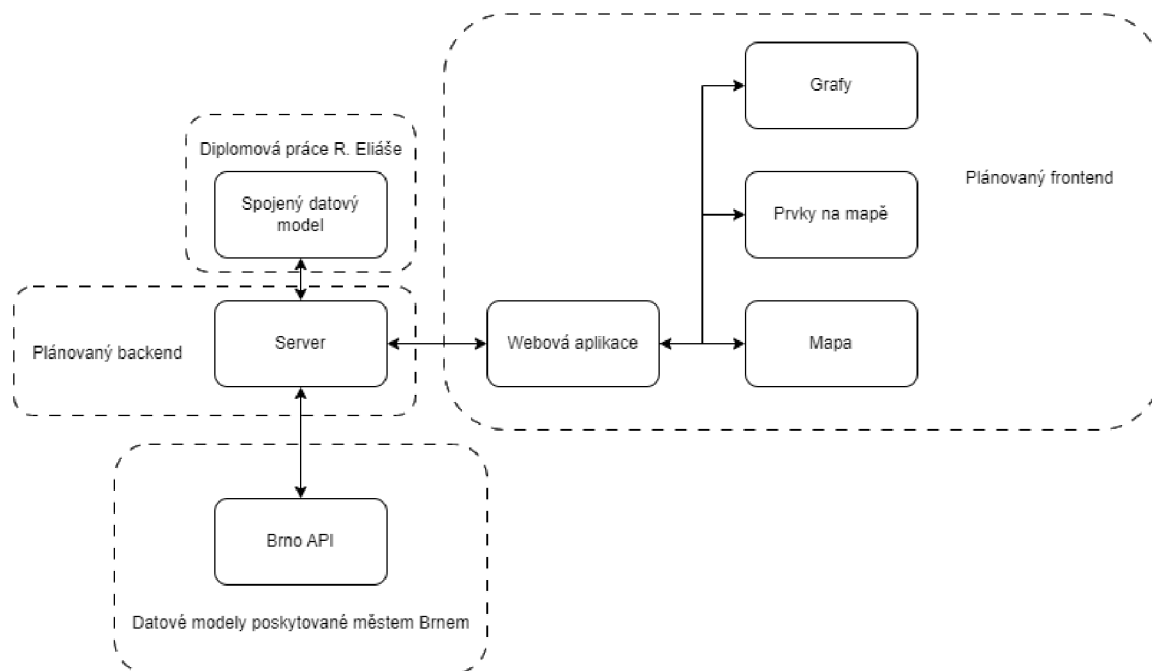 Grafy
Diplomová práce R. Eliáše
Plánovaný frontend
Spojený datový
model
Prvky na mapě
Plánovaný backend
Server
Webová aplikace
Mapa
Brno API
Datové modely poskytované městem Brnem